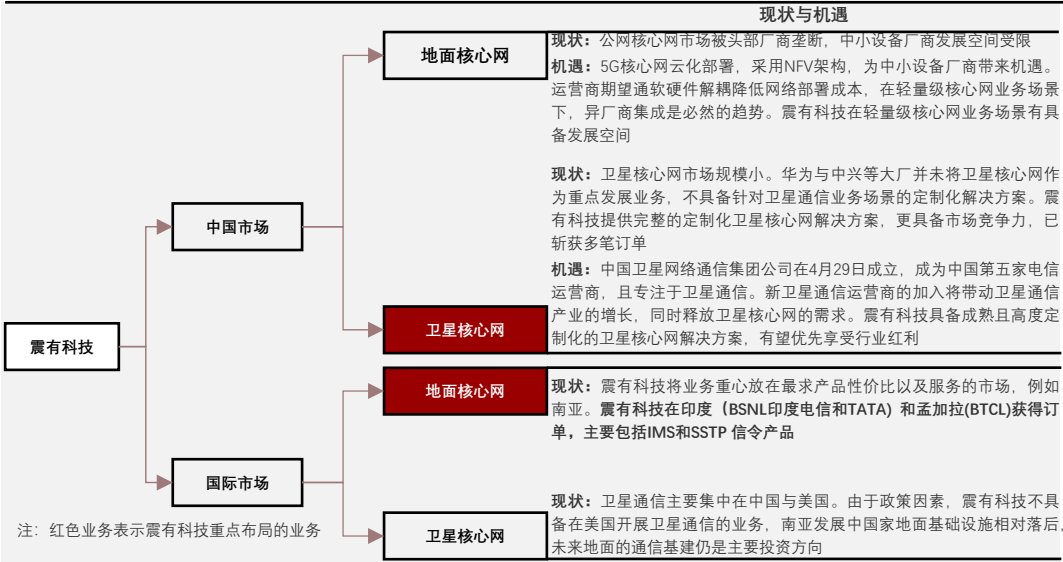 现状与机遇
地面核心网
现状：公网核心网市场被头部厂商垄断，中小设备厂商发展空间受限
机遇：5G核心网云化部署，采用NFV架构，为中小设备厂商带来机遇。
运营商期望通软硬件解耦降低网络部署成本，在轻量级核心网业务场景
下，异厂商集成是必然的趋势。震有科技在轻量级核心网业务场景有具
备发展空间
中国市场
现状：卫星核心网市场规模小。华为与中兴等大厂并未将卫星核心网作
为重点发展业务，不具备针对卫星通信业务场景的定制化解决方案。震
有科技提供完整的定制化卫星核心网解决方案，更具备市场竞争力，已
斩获多笔订单
机遇：中国卫星网络通信集团公司在4月29日成立，成为中国第五家电信
运营商，且专注于卫星通信。新卫星通信运营商的加入将带动卫星通信
产业的增长，同时释放卫星核心网的需求。震有科技具备成熟且高度定
制化的卫星核心网解决方案，有望优先享受行业红利
卫星核心网
震有科技
地面核心网
现状：震有科技将业务重心放在最求产品性价比以及服务的市场，例如
南亚。震有科技在印度（BSNL印度电信和TATA) 和孟加拉(BTCL)获得订
单，主要包括IMS和SSTP 信令产品
国际市场
现状：卫星通信主要集中在中国与美国。由于政策因素，震有科技不具
备在美国开展卫星通信的业务，南亚发展中国家地面基础设施相对落后，
未来地面的通信基建仍是主要投资方向
卫星核心网
注：红色业务表示震有科技重点布局的业务